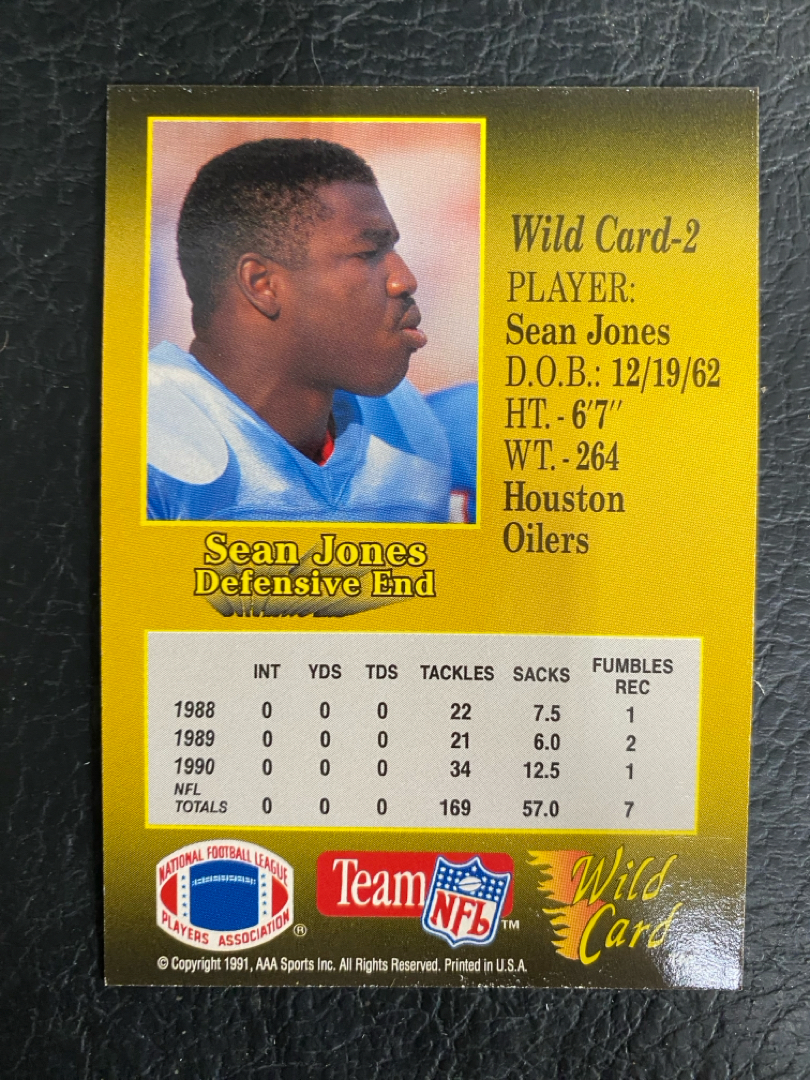 Wild Card-2
PLAYER:
Sean Jones
D.O.B.: 12/19/62
HT. - 6'7"
WT. - 264
Houston
Oilers
Sean Jones
Defensive End
INT YDS TDS TACKLES SACKS FUMBLES REC
1988 0 0 0 22 7.5 1
1989 0 0 0 21 6.0 2
1990 0 0 0 34 12.5 1
NFL
TOTALS 0 0 0 169 57.0 7
NATIONAL FOOTBALL LEAGUE
PLAYERS ASSOCIATION ®
Team NFL ™
Wild
Card ™
© Copyright 1991, AAA Sports Inc. All Rights Reserved. Printed in U.S.A.